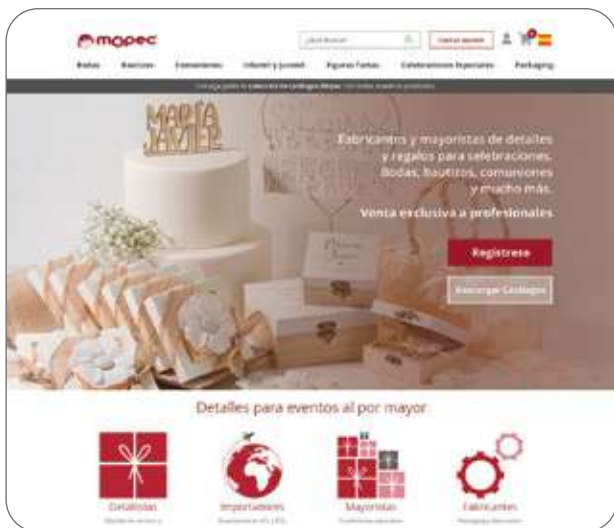 mopec
¿Qué busca?
Bodas Bautizos Comuniones Infantil y Juvenil Figuras Tartas Celebraciones Especiales Packaging
MARÍA
JAVIER
Fabricantes y mayoristas de detalles
y regalos para celebraciones.
Bodas, bautizos, comuniones
y mucho más.
Venta exclusiva a profesionales
Regístrese
Descargar Catálogos
Detalles para eventos al por mayor
Detallistas Importadores Mayoristas Fabricantes